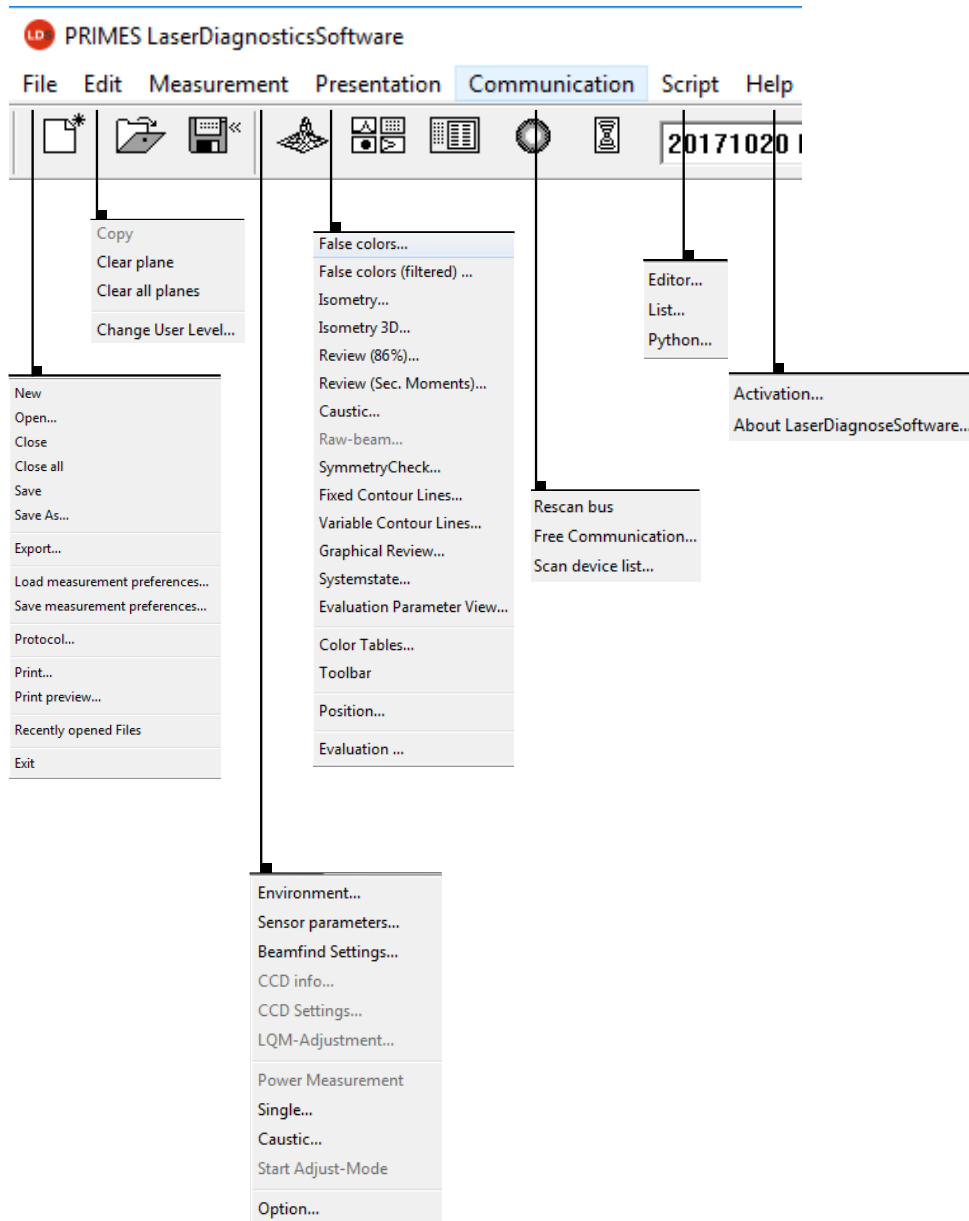 LDS PRIMES LaserDiagnosticsSoftware
File Edit Measurement Presentation Communication Script Help
20171020
Copy
Clear plane
Clear all planes
Change User Level...
New
Open...
Close
Close all
Save
Save As...
Export...
Load measurement preferences...
Save measurement preferences...
Protocol...
Print...
Print preview...
Recently opened Files
Exit
False colors...
False colors (filtered) ...
Isometry...
Isometry 3D...
Review (86%)...
Review (Sec. Moments)...
Caustic...
Raw-beam...
SymmetryCheck...
Fixed Contour Lines...
Variable Contour Lines...
Graphical Review...
Systemstate...
Evaluation Parameter View...
Color Tables...
Toolbar
Position...
Evaluation ...
Rescan bus
Free Communication...
Scan device list...
Editor...
List...
Python...
Activation...
About LaserDiagnoseSoftware...
Environment...
Sensor parameters...
Beamfind Settings...
CCD info...
CCD Settings...
LQM-Adjustment...
Power Measurement
Single...
Caustic...
Start Adjust-Mode
Option...